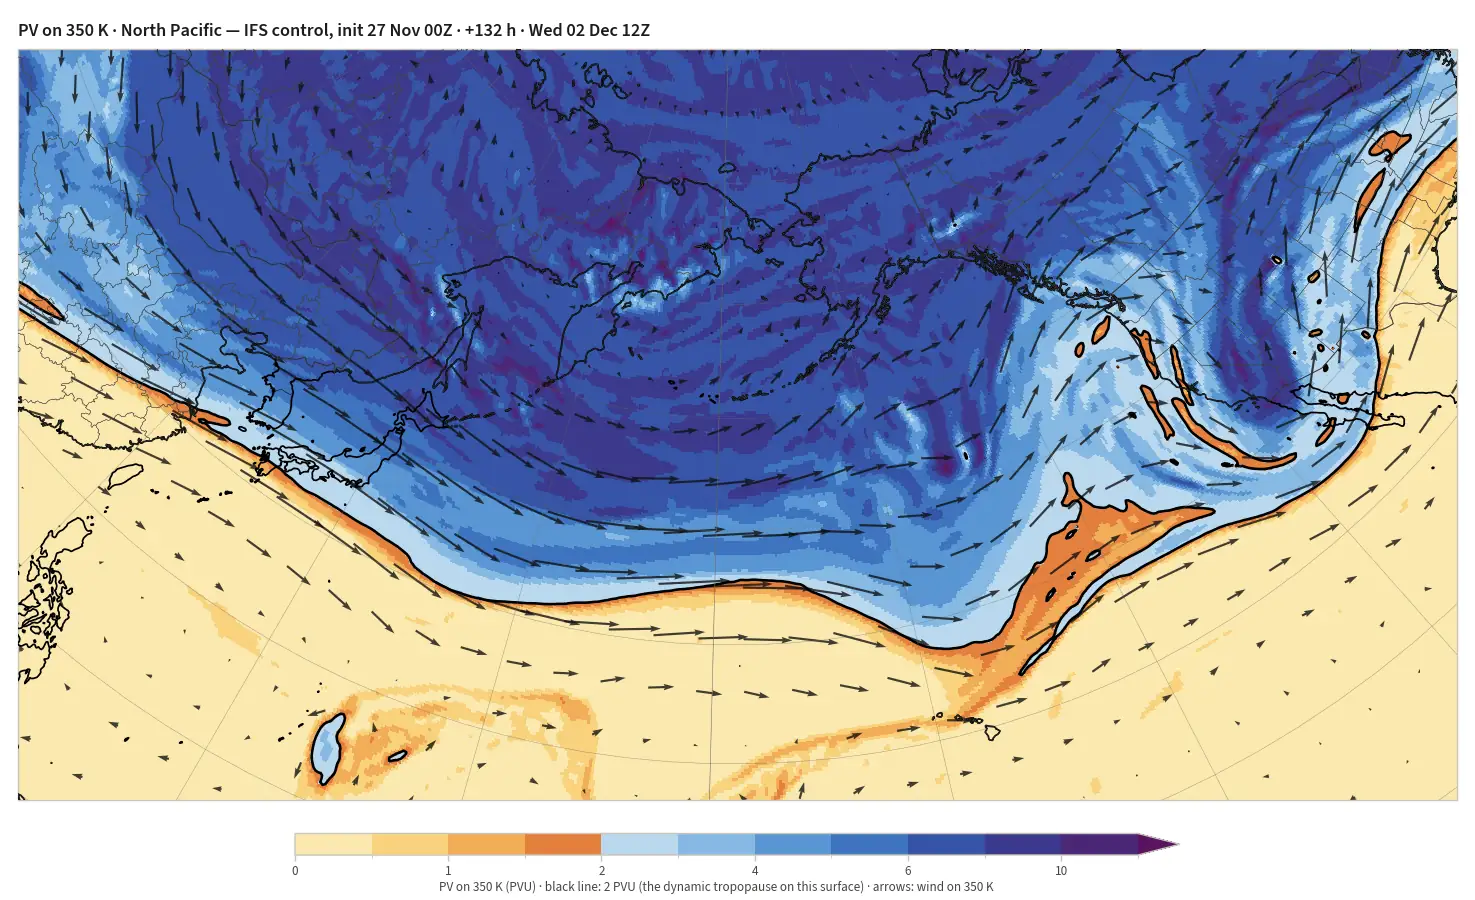 PV on 350 K · North Pacific — IFS control, init 27 Nov 00Z · +132 h · Wed 02 Dec 12Z
0 1 2 4 6 10
PV on 350 K (PVU) · black line: 2 PVU (the dynamic tropopause on this surface) · arrows: wind on 350 K